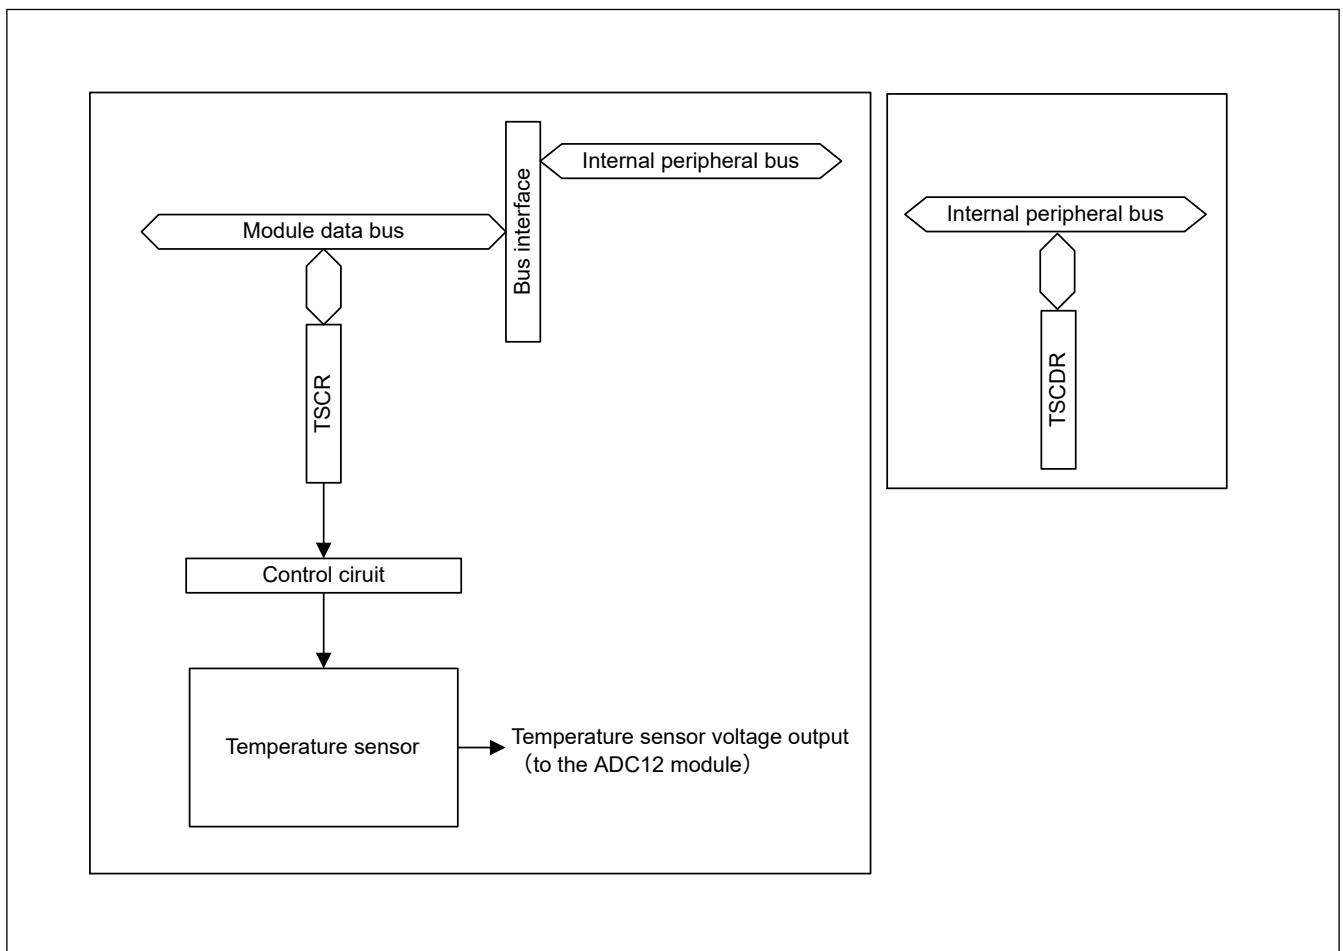 Internal peripheral bus
Bus interface
Module data bus
TSCR
Control ciruit
Temperature sensor
Temperature sensor voltage output
（to the ADC12 module）
Internal peripheral bus
TSCDR